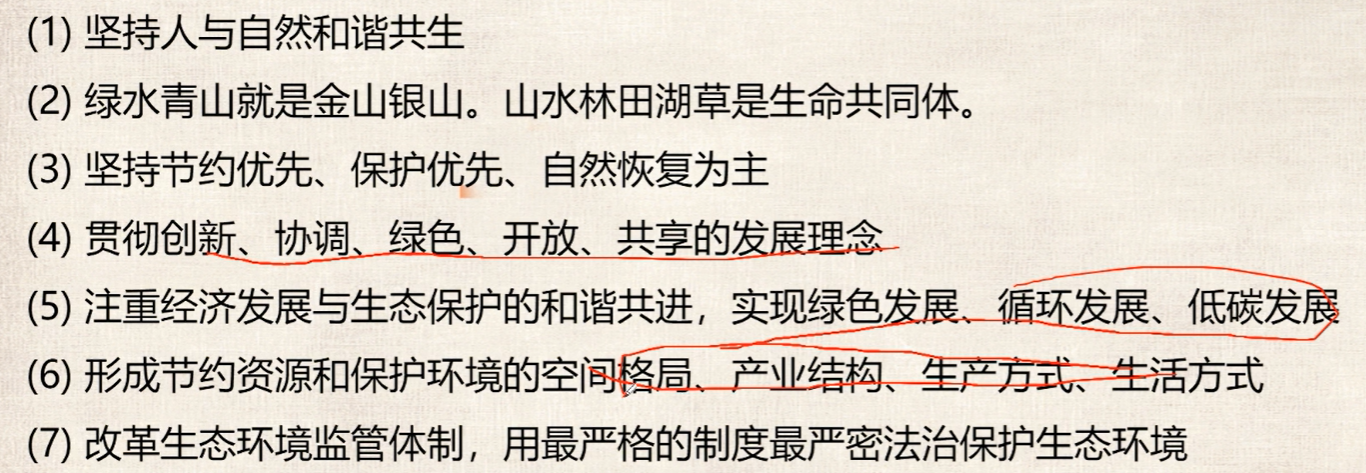 (1) 坚持人与自然和谐共生
(2) 绿水青山就是金山银山。山水林田湖草是生命共同体。
(3) 坚持节约优先、保护优先、自然恢复为主
(4) 贯彻创新、协调、绿色、开放、共享的发展理念
(5) 注重经济发展与生态保护的和谐共进，实现绿色发展、循环发展、低碳发展
(6) 形成节约资源和保护环境的空间格局、产业结构、生产方式、生活方式
(7) 改革生态环境监管体制，用最严格的制度最严密法治保护生态环境